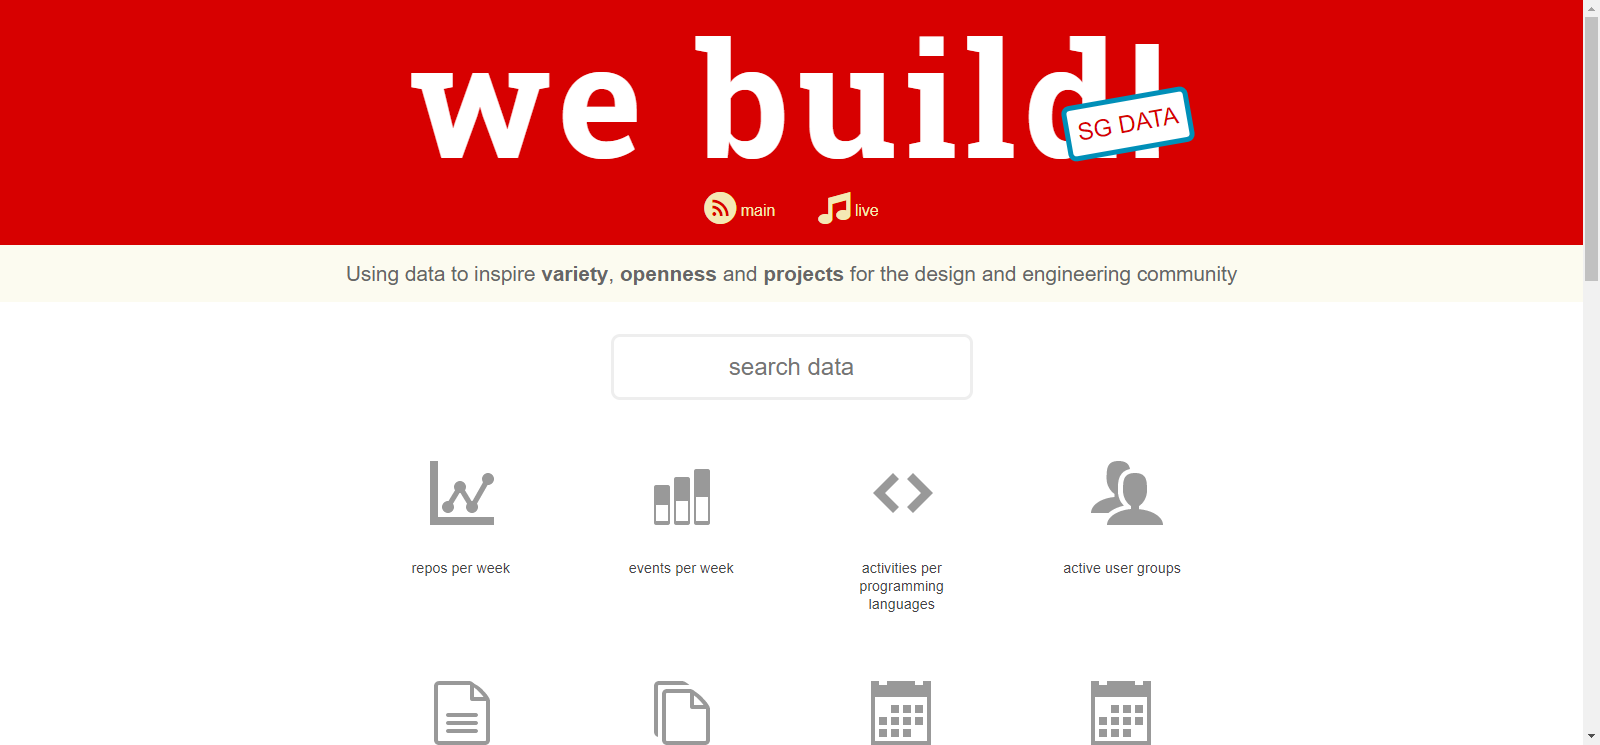 we build!
SG DATA
main
live
Using data to inspire variety, openness and projects for the design and engineering community
search data
repos per week
events per week
activities per
programming
languages
active user groups